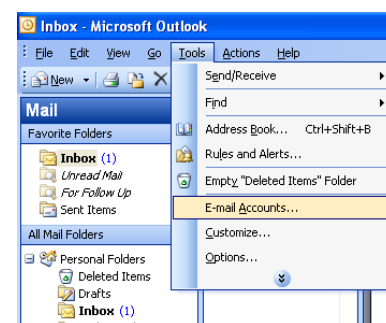 Inbox - Microsoft Outlook
File Edit View Go Tools Actions Help
New
Send/Receive
Find
Address Book... Ctrl+Shift+B
Rules and Alerts...
Empty "Deleted Items" Folder
E-mail Accounts...
Customize...
Options...
Mail
Favorite Folders
Inbox (1)
Unread Mail
For Follow Up
Sent Items
All Mail Folders
Personal Folders
Deleted Items
Drafts
Inbox (1)